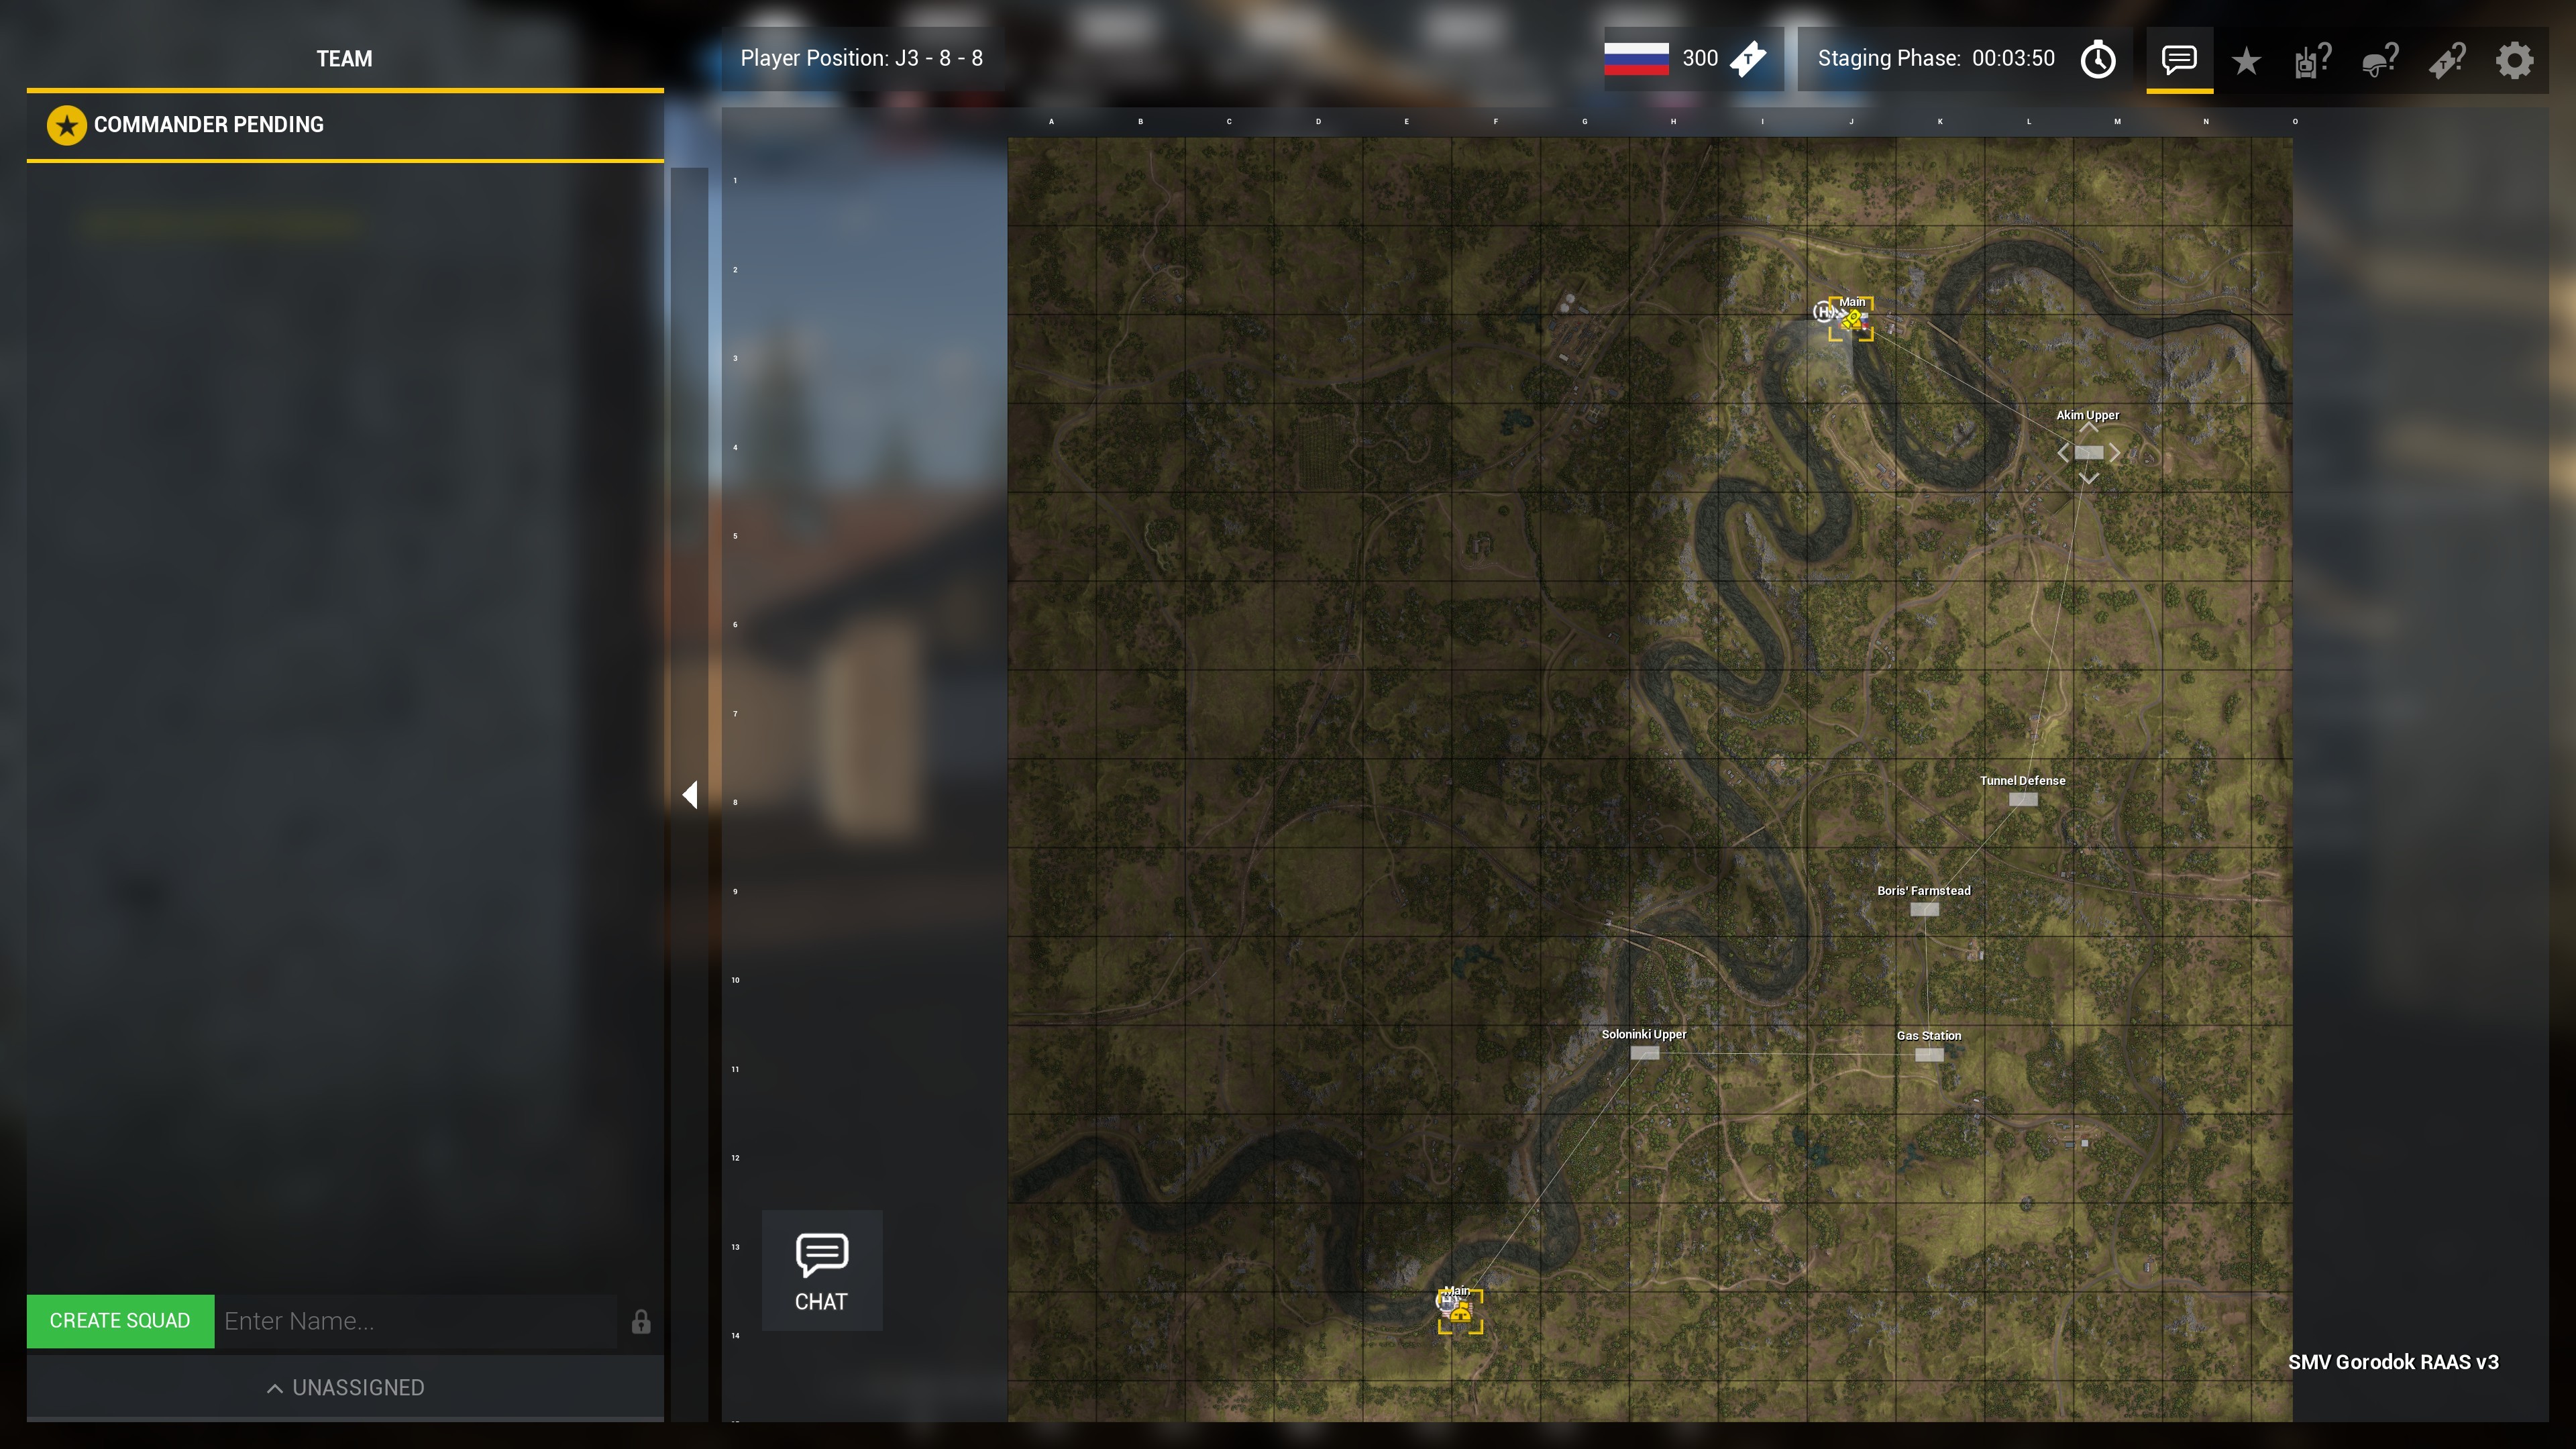 TEAM
Player Position: J3 - 8 - 8
300
Staging Phase: 00:03:50
COMMANDER PENDING
A B C D E F G H I J K L M N O
1
2
Main
H
3
Akim Upper
4
5
6
7
Tunnel Defense
8
Boris' Farmstead
9
10
Soloninki Upper
Gas Station
11
12
13
CHAT
Main
14
CREATE SQUAD
Enter Name...
SMV Gorodok RAAS v3
UNASSIGNED